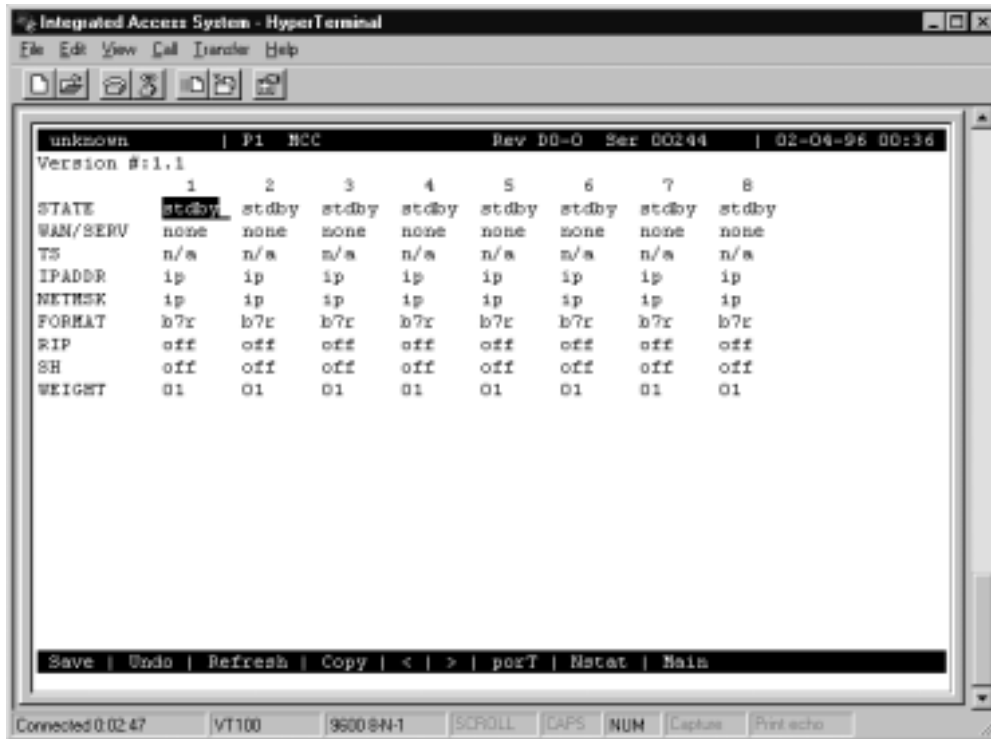 Integrated Access System - HyperTerminal
File Edit View Call Transfer Help
unknown | P1 MCC Rev D0-0 Ser 00244 | 02-04-96 00:36
Version #:1.1
1 2 3 4 5 6 7 8
STATE stdby stdby stdby stdby stdby stdby stdby stdby
WAN/SERV none none none none none none none none
TS n/a n/a n/a n/a n/a n/a n/a n/a
IPADDR ip ip ip ip ip ip ip ip
NETMSK ip ip ip ip ip ip ip ip
FORMAT b7r b7r b7r b7r b7r b7r b7r b7r
RIP off off off off off off off off
SH off off off off off off off off
WEIGHT 01 01 01 01 01 01 01 01
Save | Undo | Refresh | Copy | < | > | porT | Nstat | Main
Connected 0:02:47 VT100 9600 8-N-1 SCROLL CAPS NUM Capture Print echo